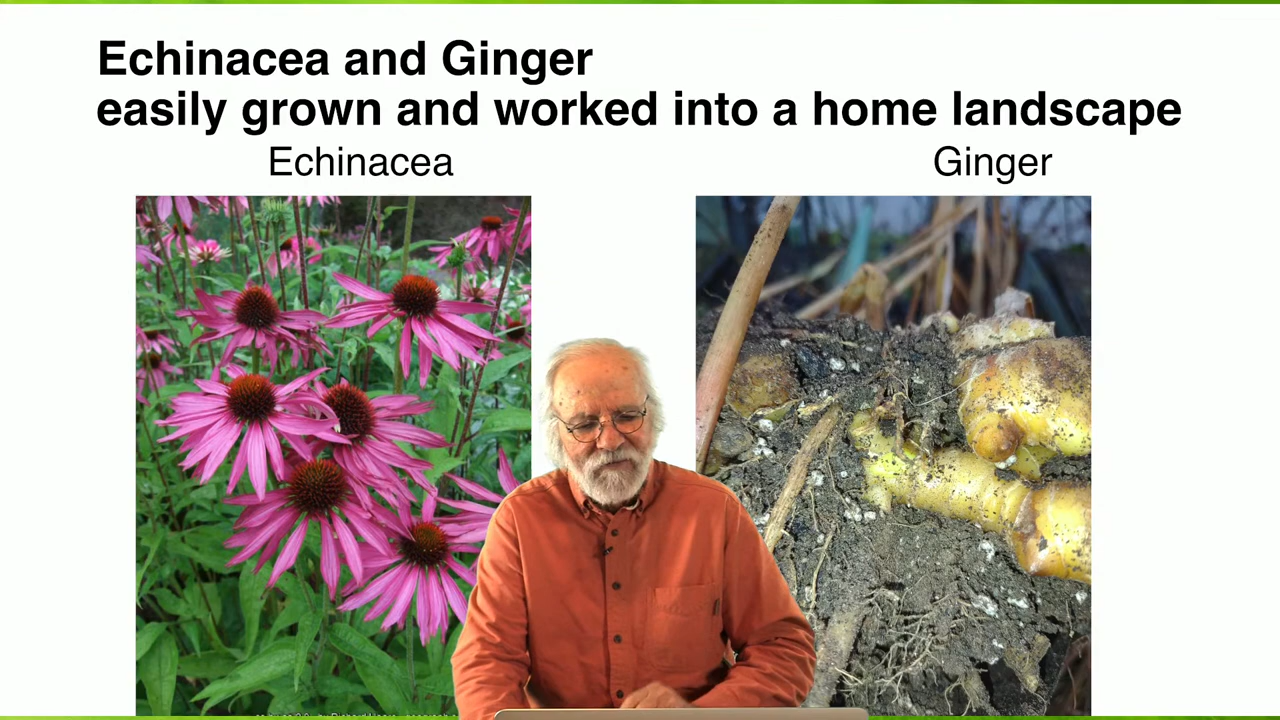 Echinacea and Ginger
easily grown and worked into a home landscape
Echinacea
Ginger